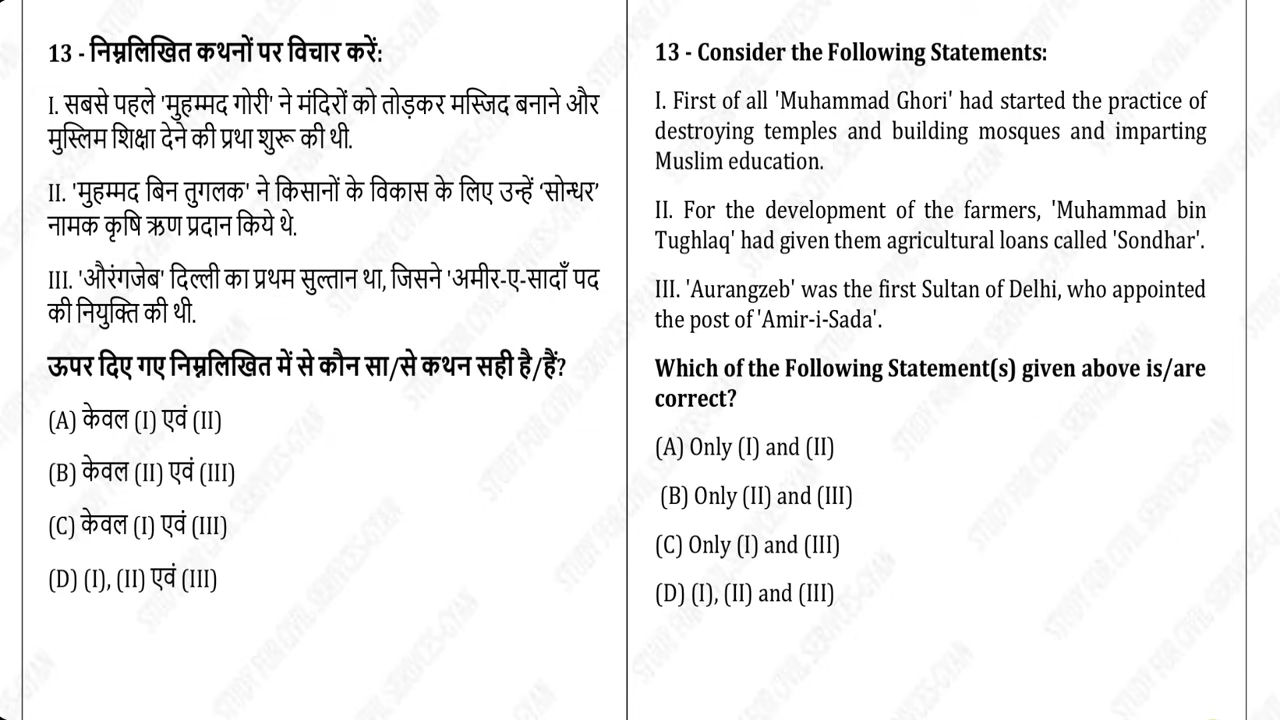 13 - निम्नलिखित कथनों पर विचार करें:
I. सबसे पहले 'मुहम्मद गोरी' ने मंदिरों को तोड़कर मस्जिद बनाने और
मुस्लिम शिक्षा देने की प्रथा शुरू की थी.
II. 'मुहम्मद बिन तुगलक' ने किसानों के विकास के लिए उन्हें ‘सोन्धर’
नामक कृषि ऋण प्रदान किये थे.
III. 'औरंगजेब' दिल्ली का प्रथम सुल्तान था, जिसने 'अमीर-ए-सादाँ पद
की नियुक्ति की थी.
ऊपर दिए गए निम्नलिखित में से कौन सा/से कथन सही है/हैं?
(A) केवल (I) एवं (II)
(B) केवल (II) एवं (III)
(C) केवल (I) एवं (III)
(D) (I), (II) एवं (III)
13 - Consider the Following Statements:
I. First of all 'Muhammad Ghori' had started the practice of
destroying temples and building mosques and imparting
Muslim education.
II. For the development of the farmers, 'Muhammad bin
Tughlaq' had given them agricultural loans called 'Sondhar'.
III. 'Aurangzeb' was the first Sultan of Delhi, who appointed
the post of 'Amir-i-Sada'.
Which of the Following Statement(s) given above is/are
correct?
(A) Only (I) and (II)
(B) Only (II) and (III)
(C) Only (I) and (III)
(D) (I), (II) and (III)
STUDY FOR CIVIL SERVICES-GYAN